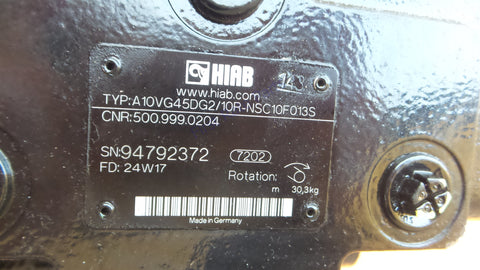 HIAB
www.hiab.com
TYP:A10VG45DG2/10R-NSC10F013S
CNR:500.999.0204
SN:94792372 7202
FD: 24W17 Rotation:
m 30,3kg
Made in Germany